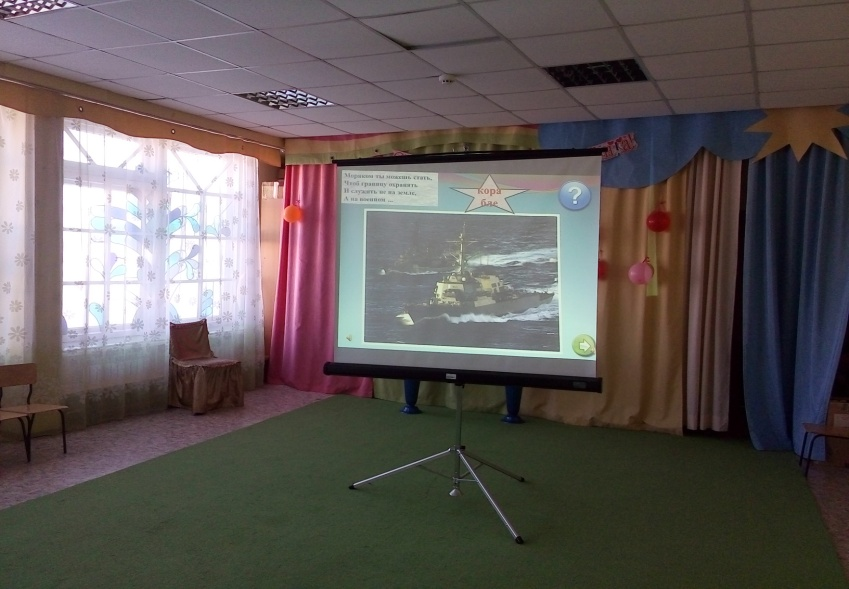 Моряком ты можешь стать,
Чтоб границу охранять
И служить не на земле,
А на военном ...
кора
бле
?